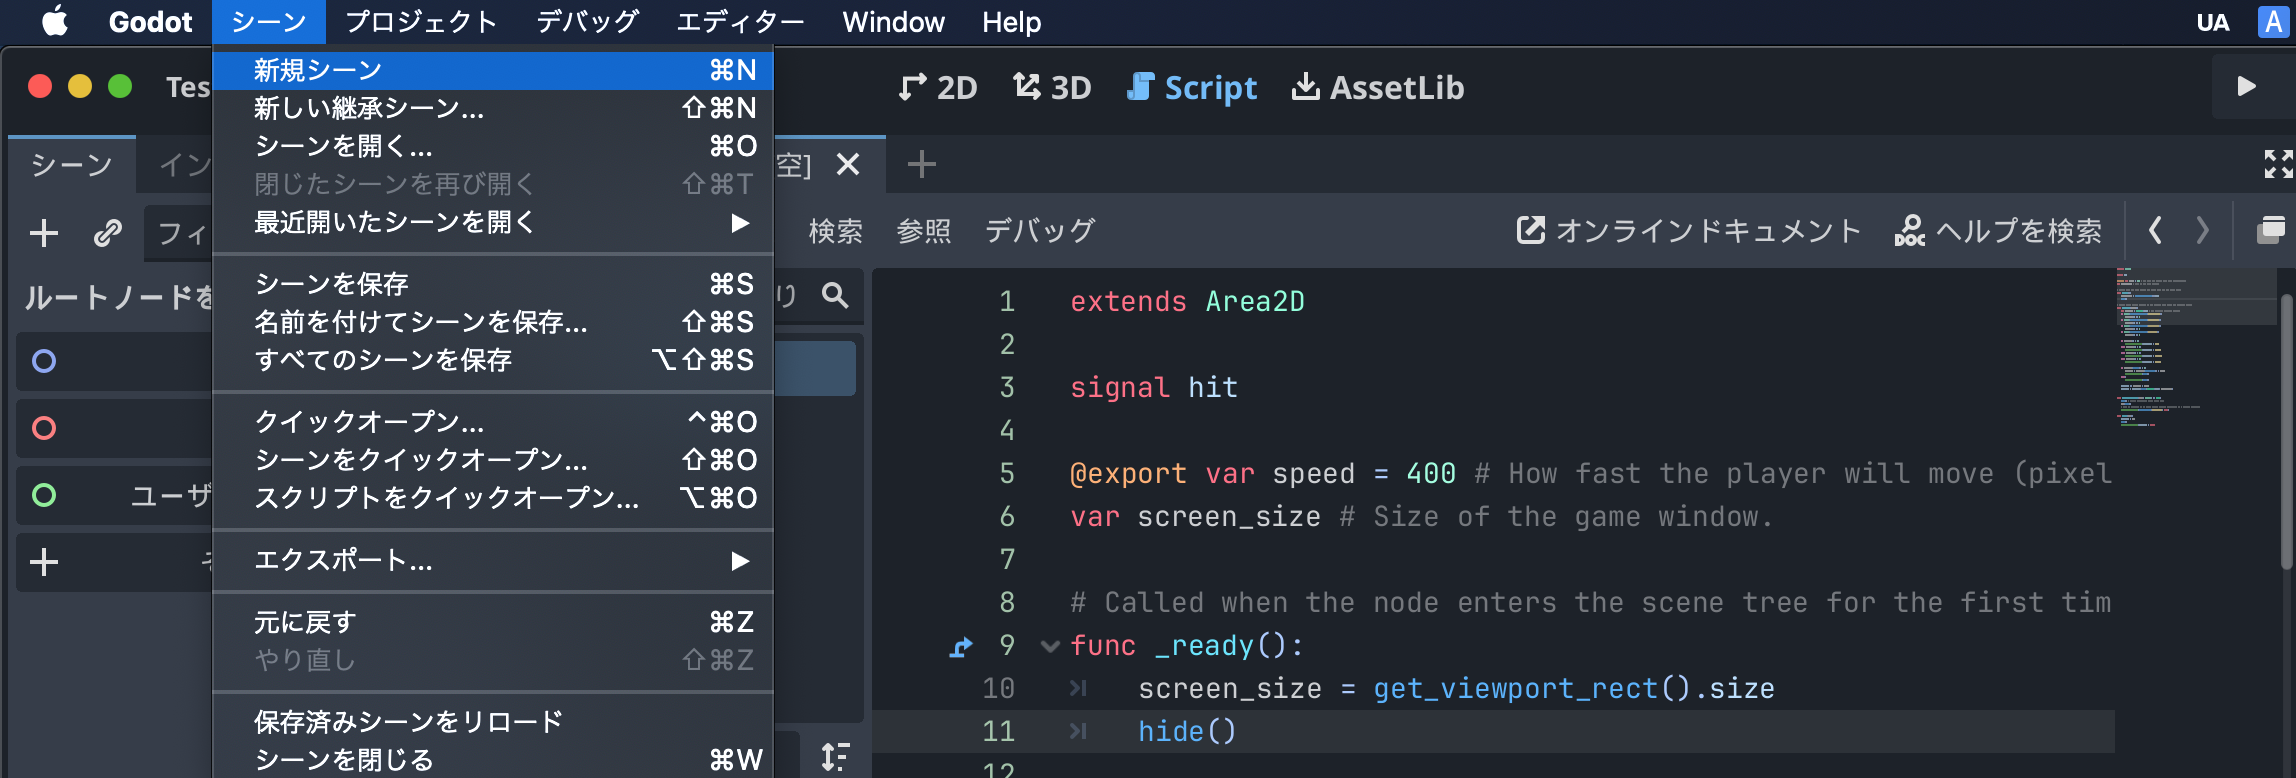 Godot シーン プロジェクト デバッグ エディター Window Help UA A
Tes 2D 3D Script AssetLib
シーン イン 空]
フィ 検索 参照 デバッグ オンラインドキュメント ヘルプを検索
ルートノードを
ユーザ
新規シーン ⌘N
新しい継承シーン... ⇧⌘N
シーンを開く... ⌘O
閉じたシーンを再び開く ⇧⌘T
最近開いたシーンを開く
シーンを保存 ⌘S
名前を付けてシーンを保存... ⇧⌘S
すべてのシーンを保存 ⌥⇧⌘S
クイックオープン... ^⌘O
シーンをクイックオープン... ⇧⌘O
スクリプトをクイックオープン... ⌥⌘O
エクスポート...
元に戻す ⌘Z
やり直し ⇧⌘Z
保存済みシーンをリロード
シーンを閉じる ⌘W
1 extends Area2D
2
3 signal hit
4
5 @export var speed = 400 # How fast the player will move (pixel
6 var screen_size # Size of the game window.
7
8 # Called when the node enters the scene tree for the first tim
9 func _ready():
10 screen_size = get_viewport_rect().size
11 hide()
12